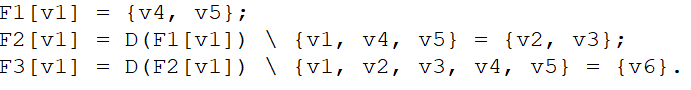 F1[v1] = {v4, v5};
F2[v1] = D(F1[v1]) \ {v1, v4, v5} = {v2, v3};
F3[v1] = D(F2[v1]) \ {v1, v2, v3, v4, v5} = {v6}.